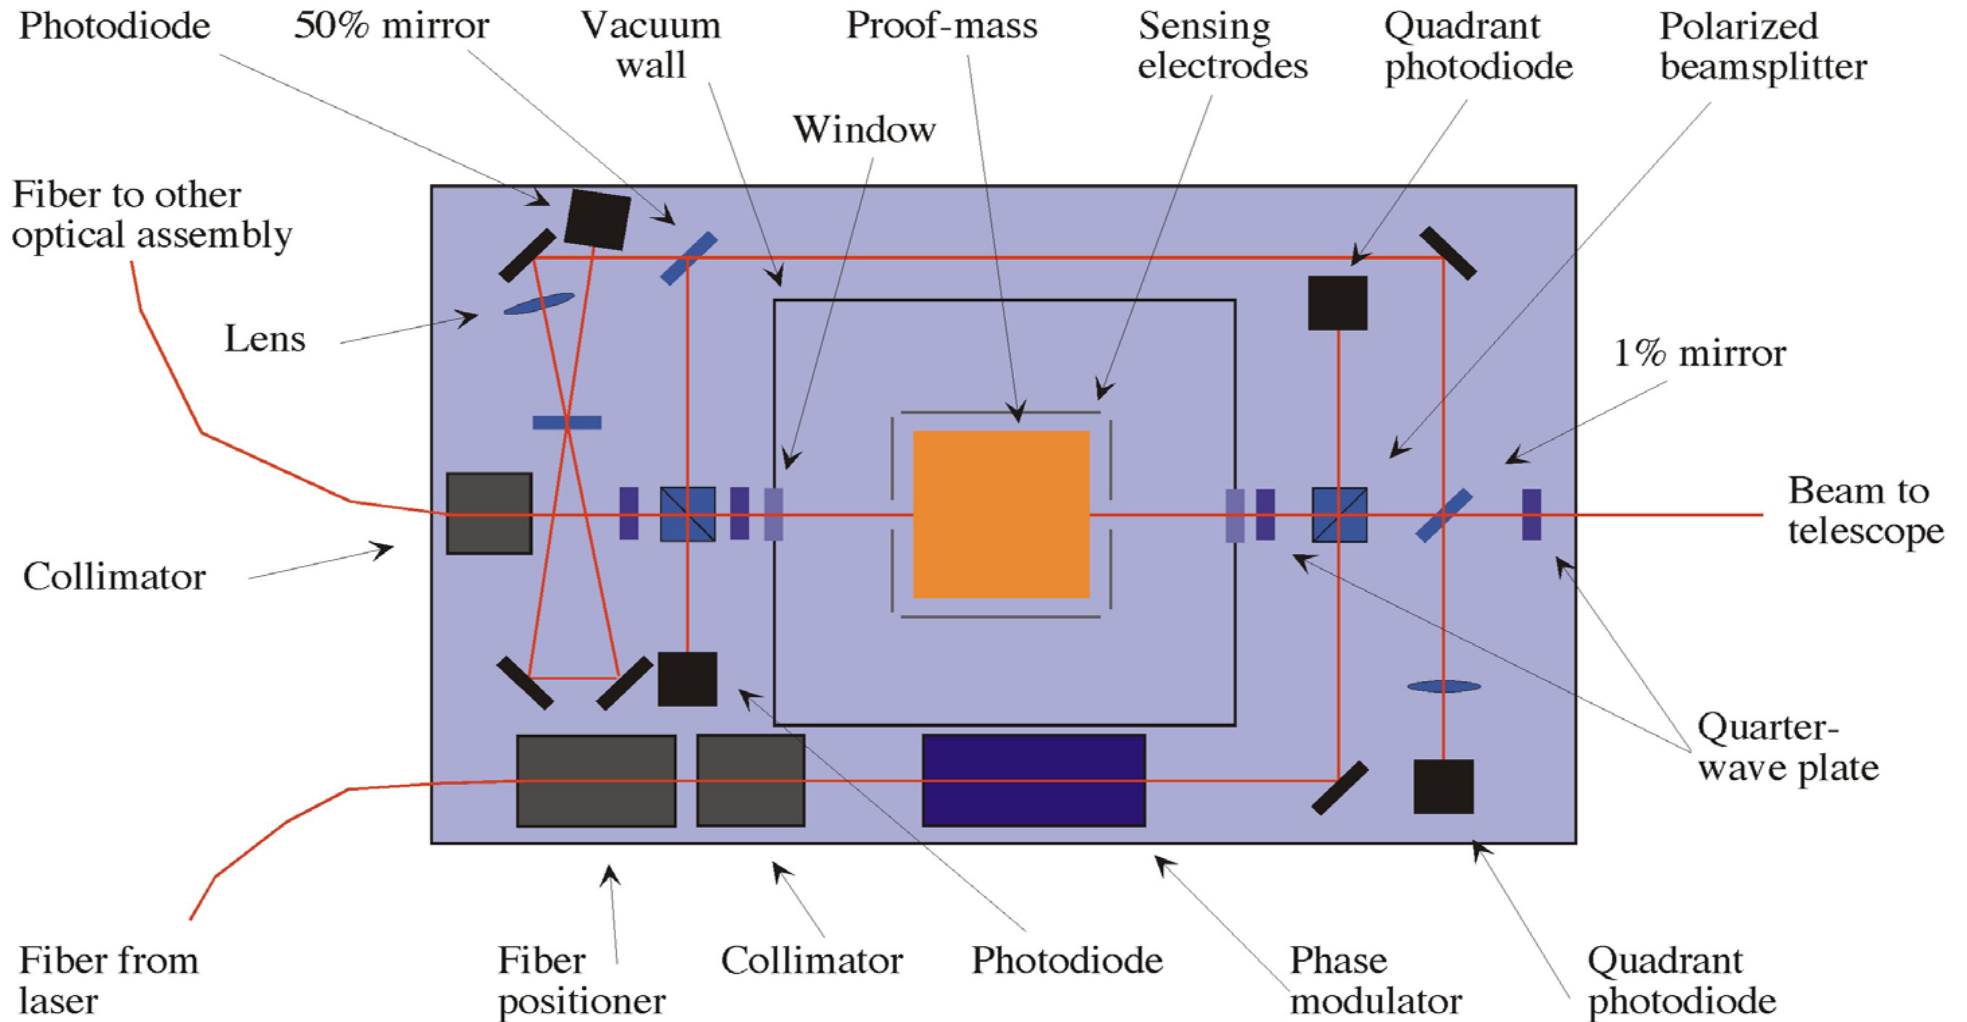 Photodiode
50% mirror
Vacuum
wall
Proof-mass
Sensing
electrodes
Quadrant
photodiode
Polarized
beamsplitter
Window
Fiber to other
optical assembly
Lens
1% mirror
Beam to
telescope
Collimator
Quarter-
wave plate
Fiber from
laser
Fiber
positioner
Collimator
Photodiode
Phase
modulator
Quadrant
photodiode